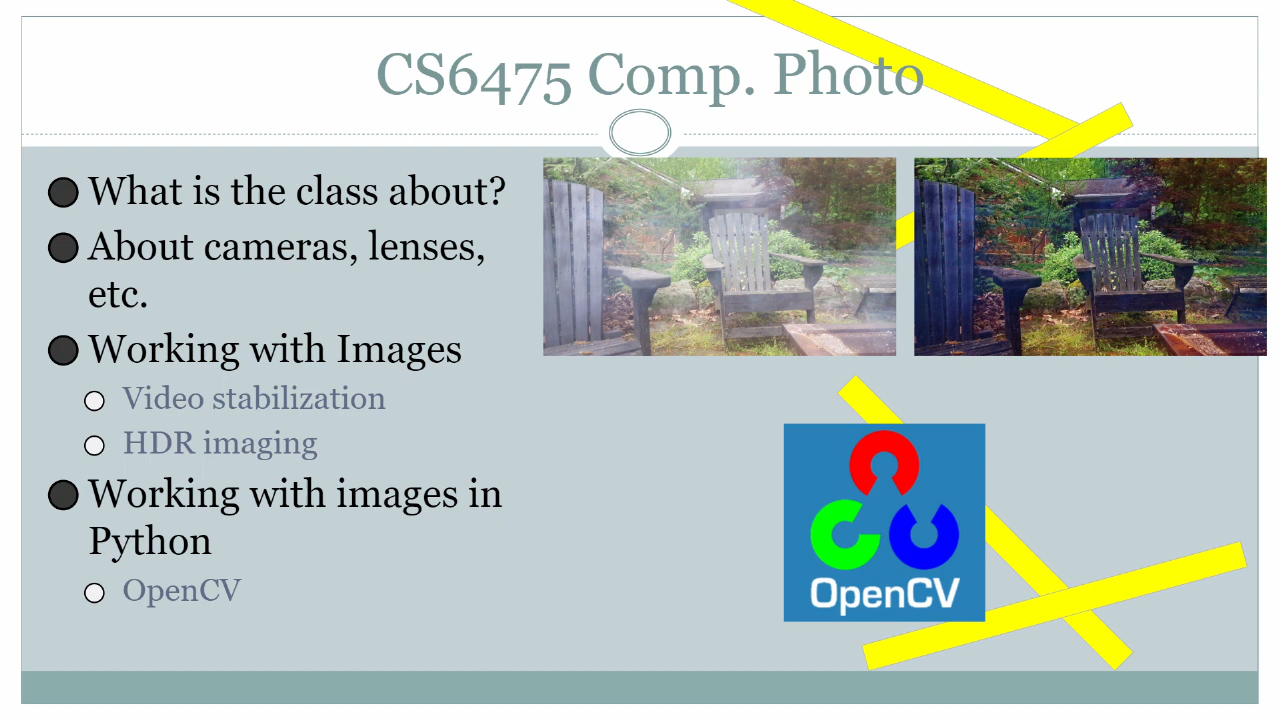 CS6475 Comp. Photo
What is the class about?
About cameras, lenses,
etc.
Working with Images
Video stabilization
HDR imaging
Working with images in
Python
OpenCV
OpenCV